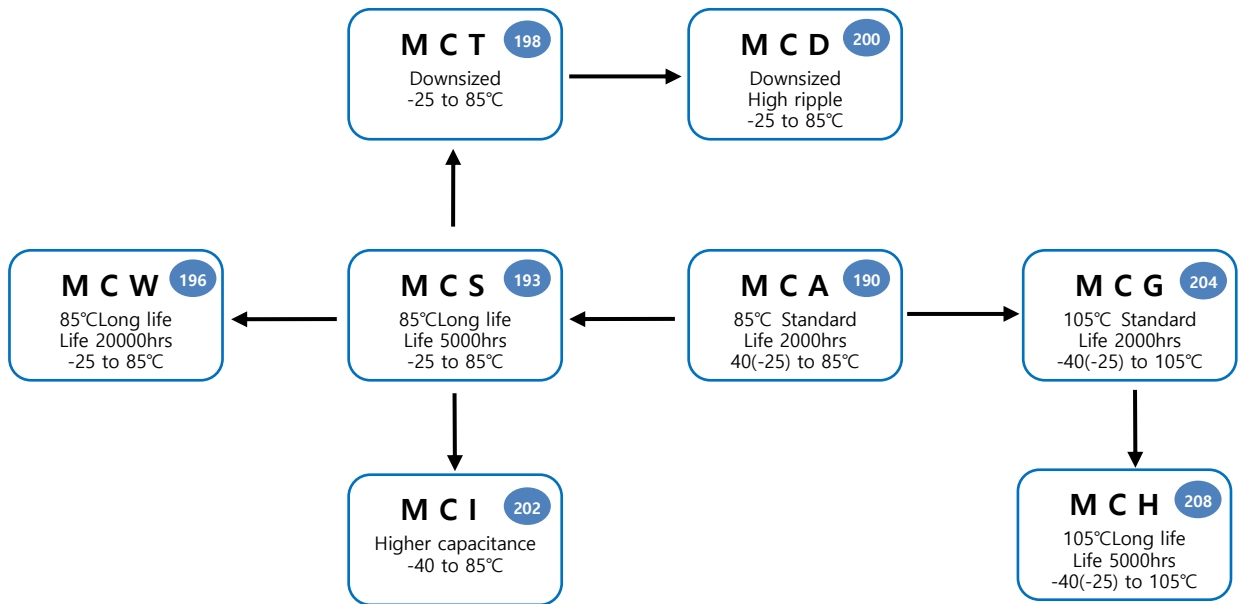 M C T
198
Downsized
-25 to 85℃
M C D
200
Downsized
High ripple
-25 to 85℃
M C W
196
85℃Long life
Life 20000hrs
-25 to 85℃
M C S
193
85℃Long life
Life 5000hrs
-25 to 85℃
M C A
190
85℃ Standard
Life 2000hrs
40(-25) to 85℃
M C G
204
105℃ Standard
Life 2000hrs
-40(-25) to 105℃
M C I
202
Higher capacitance
-40 to 85℃
M C H
208
105℃Long life
Life 5000hrs
-40(-25) to 105℃